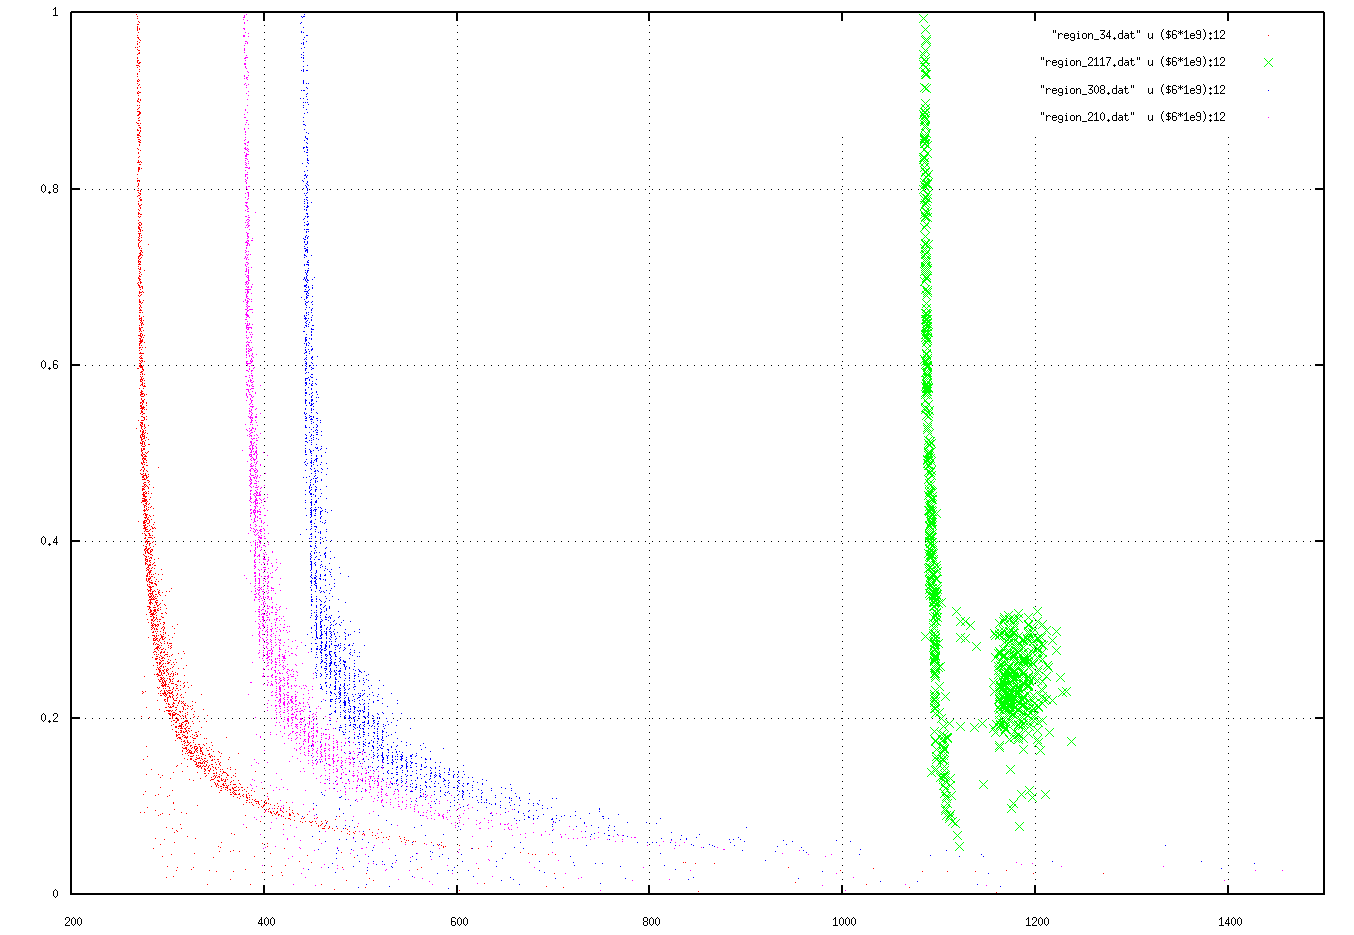 1
"region_34.dat" u ($6*1e9):12
"region_2117.dat" u ($6*1e9):12
"region_308.dat"  u ($6*1e9):12
"region_210.dat"  u ($6*1e9):12
0.8
0.6
0.4
0.2
0
200 400 600 800 1000 1200 1400